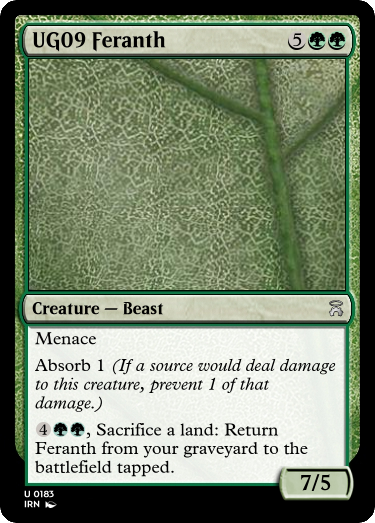 UG09 Feranth 5
Creature — Beast
Menace
Absorb 1 (If a source would deal damage
to this creature, prevent 1 of that
damage.)
4, Sacrifice a land: Return
Feranth from your graveyard to the
battlefield tapped.
7/5
U 0183
IRN